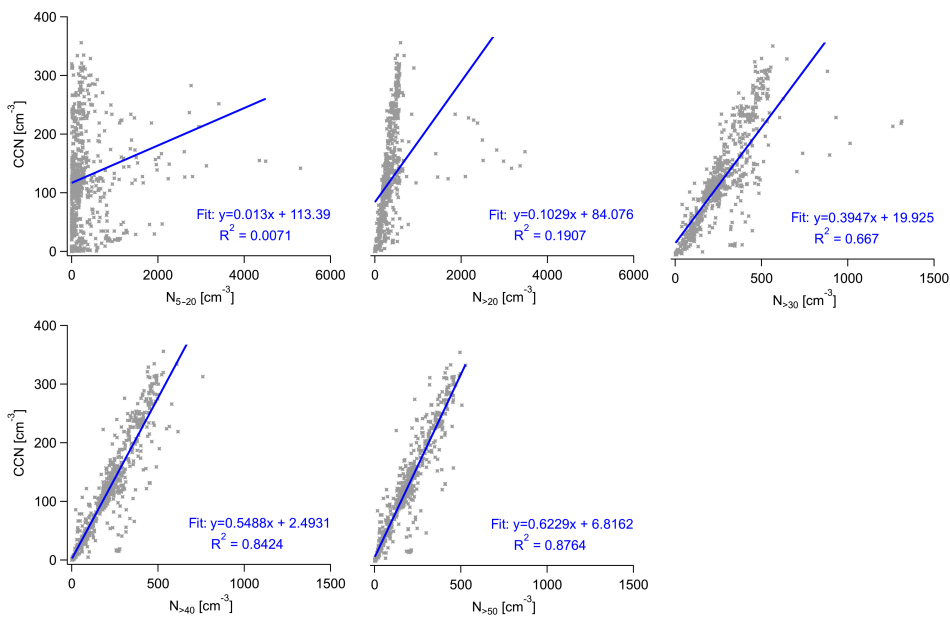 400
300
200
100
0
CCN [cm⁻³]
Fit: y=0.013x + 113.39
R² = 0.0071
0 2000 4000 6000
N₅₋₂₀ [cm⁻³]
Fit: y=0.1029x + 84.076
R² = 0.1907
0 2000 4000 6000
N>20 [cm⁻³]
Fit: y=0.3947x + 19.925
R² = 0.667
0 500 1000 1500
N>30 [cm⁻³]
400
300
200
100
0
CCN [cm⁻³]
Fit: y=0.5488x + 2.4931
R² = 0.8424
0 500 1000 1500
N>40 [cm⁻³]
Fit: y=0.6229x + 6.8162
R² = 0.8764
0 500 1000 1500
N>50 [cm⁻³]